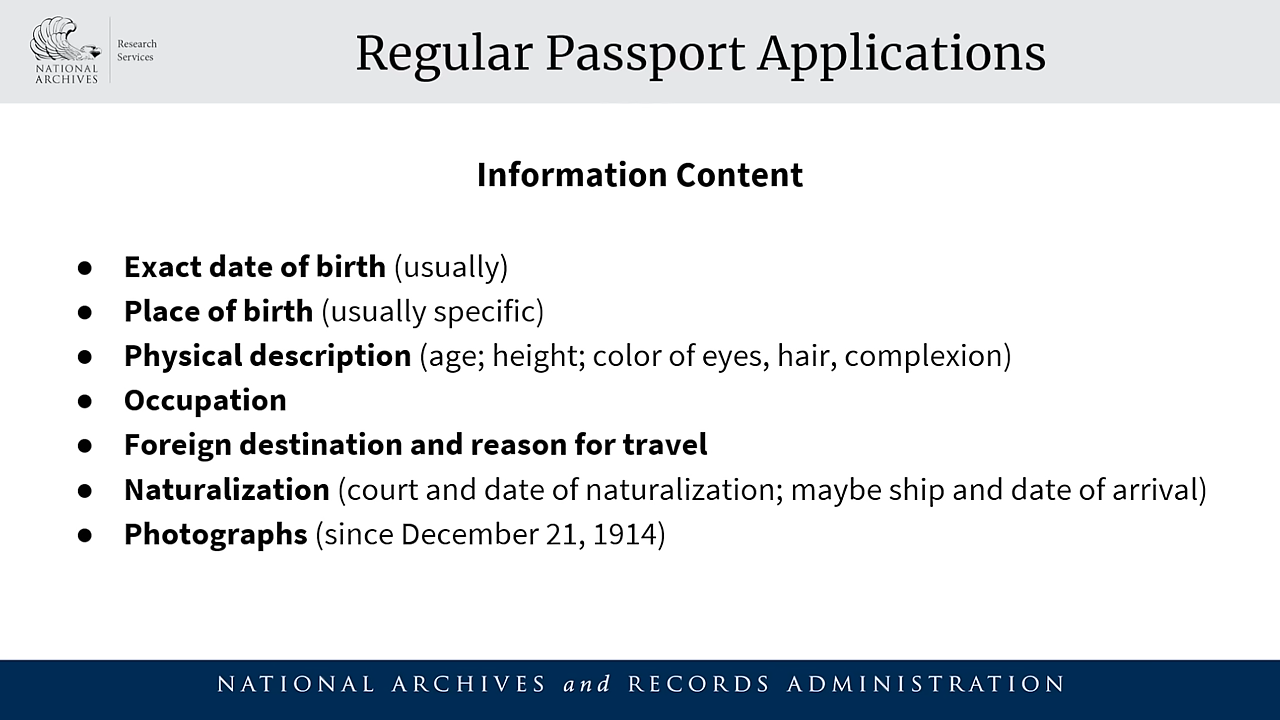 NATIONAL
ARCHIVES
Research
Services
Regular Passport Applications
Information Content
● Exact date of birth (usually)
● Place of birth (usually specific)
● Physical description (age; height; color of eyes, hair, complexion)
● Occupation
● Foreign destination and reason for travel
● Naturalization (court and date of naturalization; maybe ship and date of arrival)
● Photographs (since December 21, 1914)
NATIONAL ARCHIVES and RECORDS ADMINISTRATION